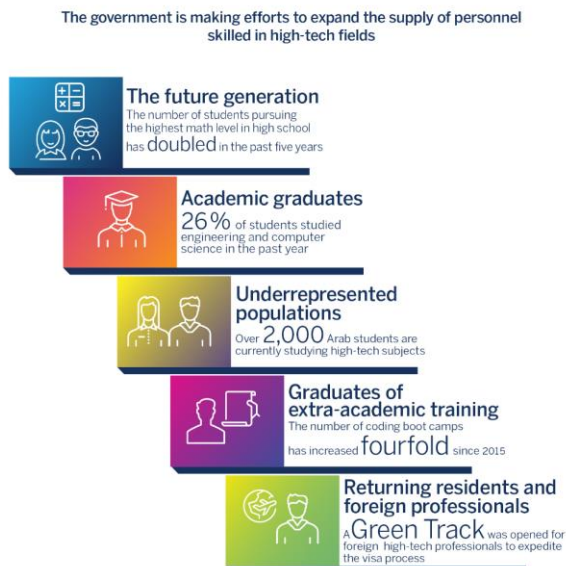 The government is making efforts to expand the supply of personnel
skilled in high-tech fields
The future generation
The number of students pursuing
the highest math level in high school
has doubled in the past five years
Academic graduates
26% of students studied
engineering and computer
science in the past year
Underrepresented
populations
Over 2,000 Arab students are
currently studying high-tech subjects
Graduates of
extra-academic training
The number of coding boot camps
has increased fourfold since 2015
Returning residents and
foreign professionals
A Green Track was opened for
foreign high-tech professionals to expedite
the visa process